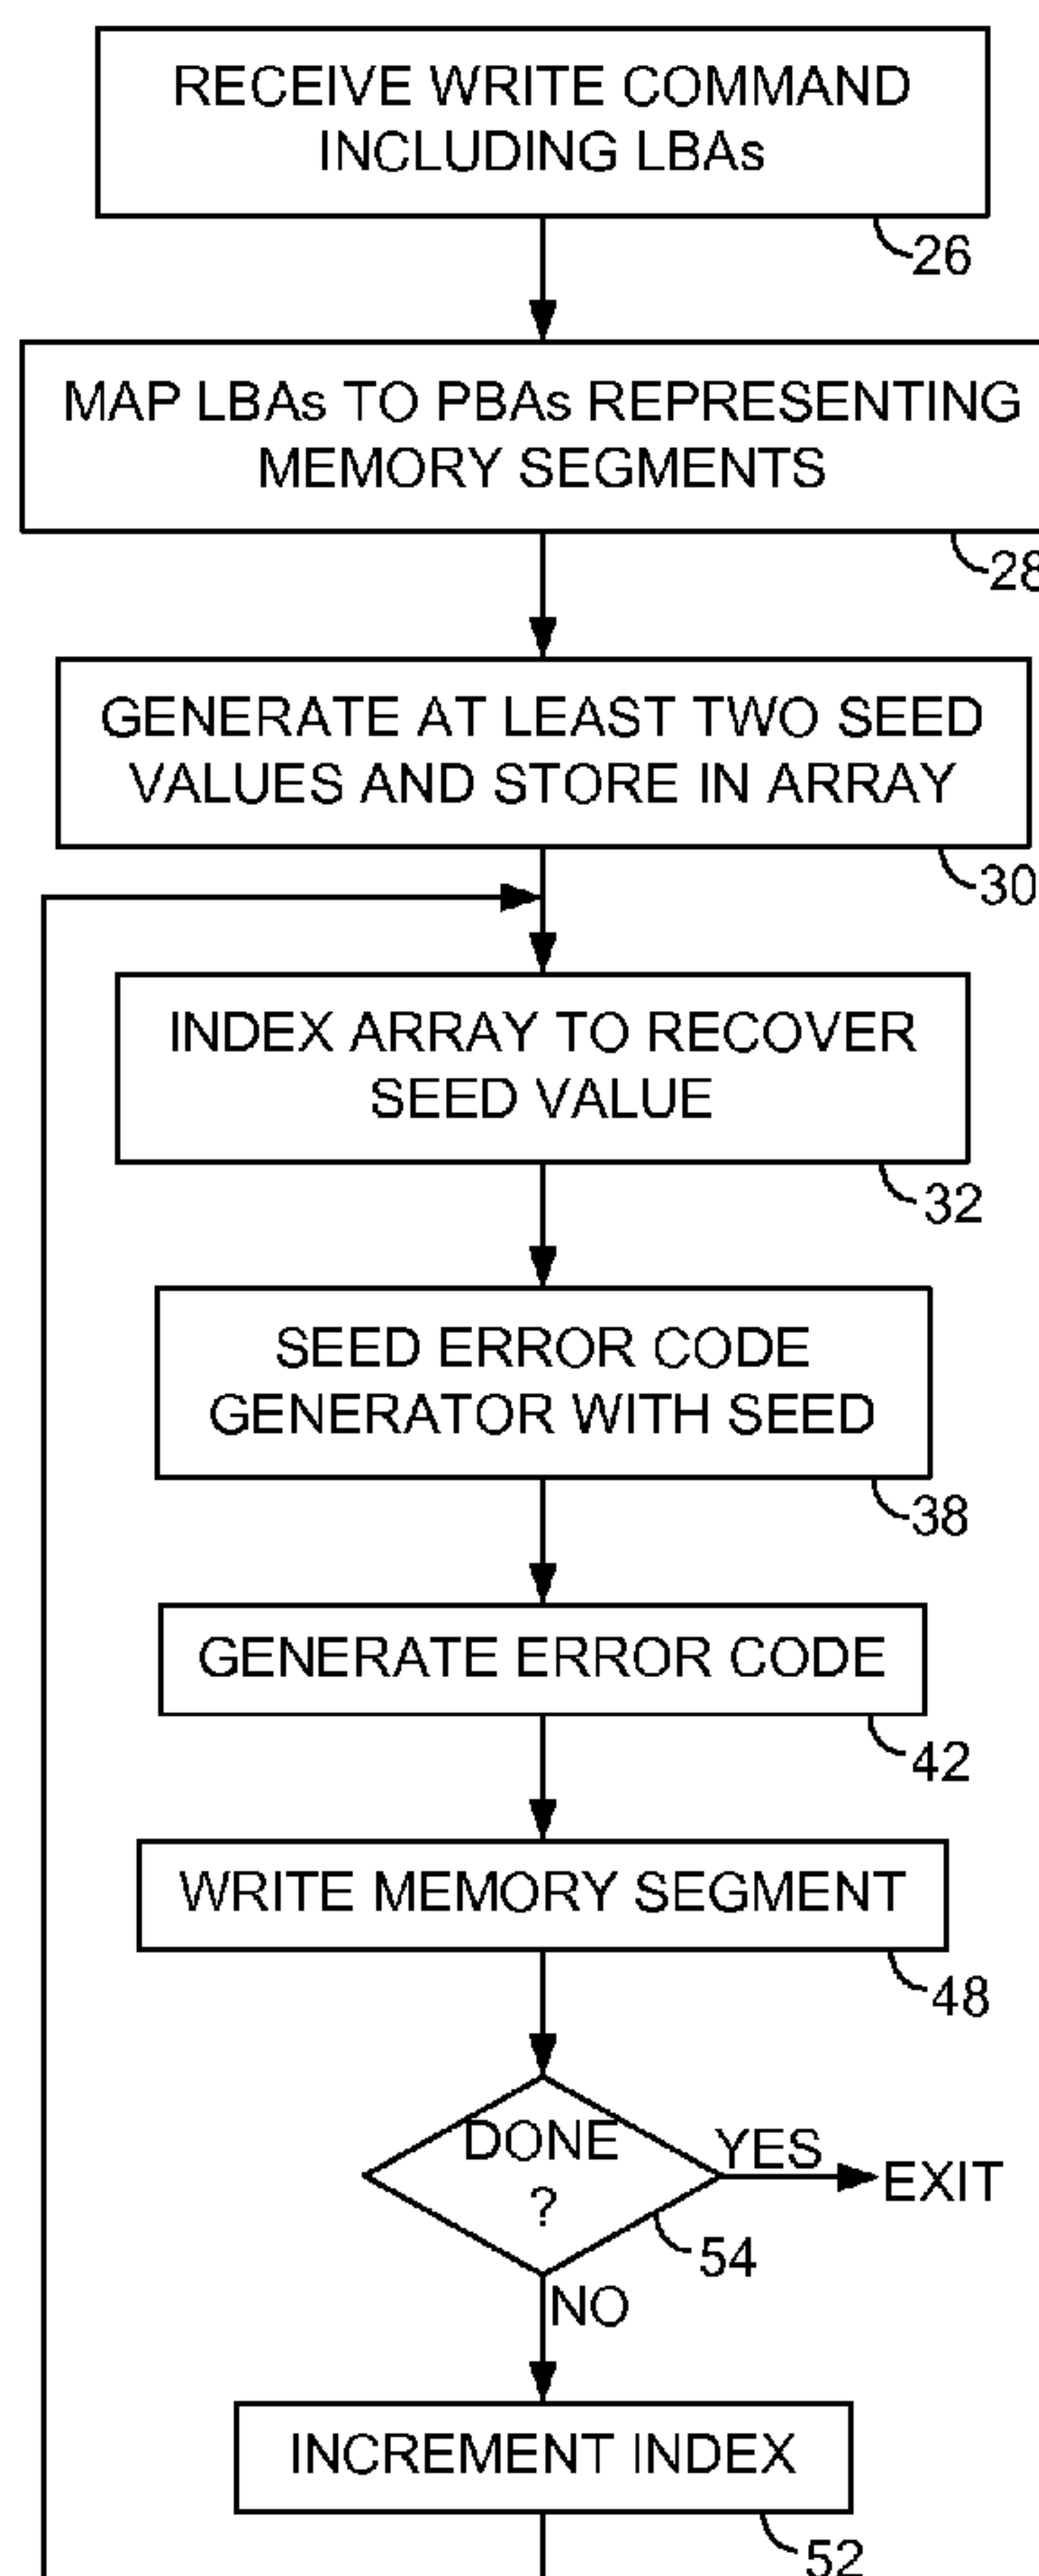 RECEIVE WRITE COMMAND
INCLUDING LBAs
26
MAP LBAs TO PBAs REPRESENTING
MEMORY SEGMENTS
28
GENERATE AT LEAST TWO SEED
VALUES AND STORE IN ARRAY
30
INDEX ARRAY TO RECOVER
SEED VALUE
32
SEED ERROR CODE
GENERATOR WITH SEED
38
GENERATE ERROR CODE
42
WRITE MEMORY SEGMENT
48
DONE
?
YES
EXIT
54
NO
INCREMENT INDEX
52